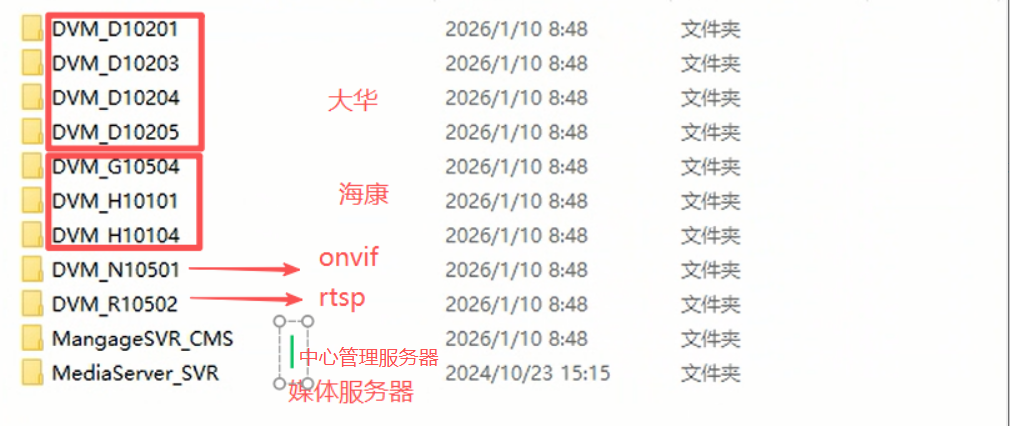 DVM_D10201 2026/1/10 8:48 文件夹
DVM_D10203 2026/1/10 8:48 文件夹
DVM_D10204 大华 2026/1/10 8:48 文件夹
DVM_D10205 2026/1/10 8:48 文件夹
DVM_G10504 2026/1/10 8:48 文件夹
DVM_H10101 海康 2026/1/10 8:48 文件夹
DVM_H10104 2026/1/10 8:48 文件夹
DVM_N10501 onvif 2026/1/10 8:48 文件夹
DVM_R10502 rtsp 2026/1/10 8:48 文件夹
MangageSVR_CMS 中心管理服务器 2026/1/10 8:48 文件夹
MediaServer_SVR 媒体服务器 2024/10/23 15:15 文件夹